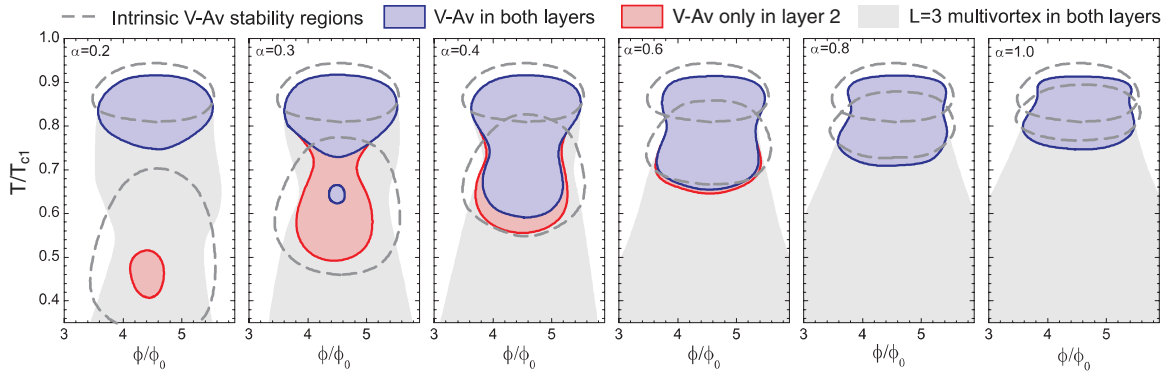 Intrinsic V-Av stability regions V-Av in both layers V-Av only in layer 2 L=3 multivortex in both layers
α=0.2 α=0.3 α=0.4 α=0.6 α=0.8 α=1.0
1.0
0.9
0.8
0.7
0.6
0.5
0.4
T/Tc1
3 4 5 3 4 5 3 4 5 3 4 5 3 4 5 3 4 5
ϕ/ϕ0 ϕ/ϕ0 ϕ/ϕ0 ϕ/ϕ0 ϕ/ϕ0 ϕ/ϕ0